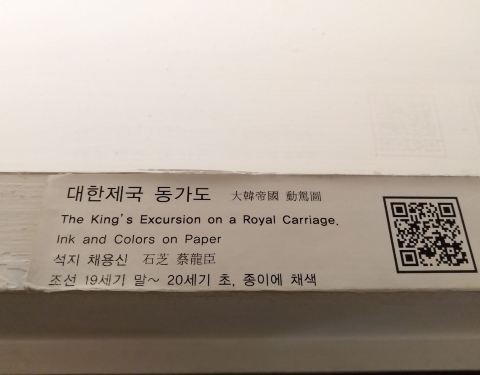 대한제국 동가도 大韓帝國 動駕圖
The King's Excursion on a Royal Carriage.
Ink and Colors on Paper
석지 채용신 石芝 蔡龍臣
조선 19세기 말~ 20세기 초, 종이에 채색